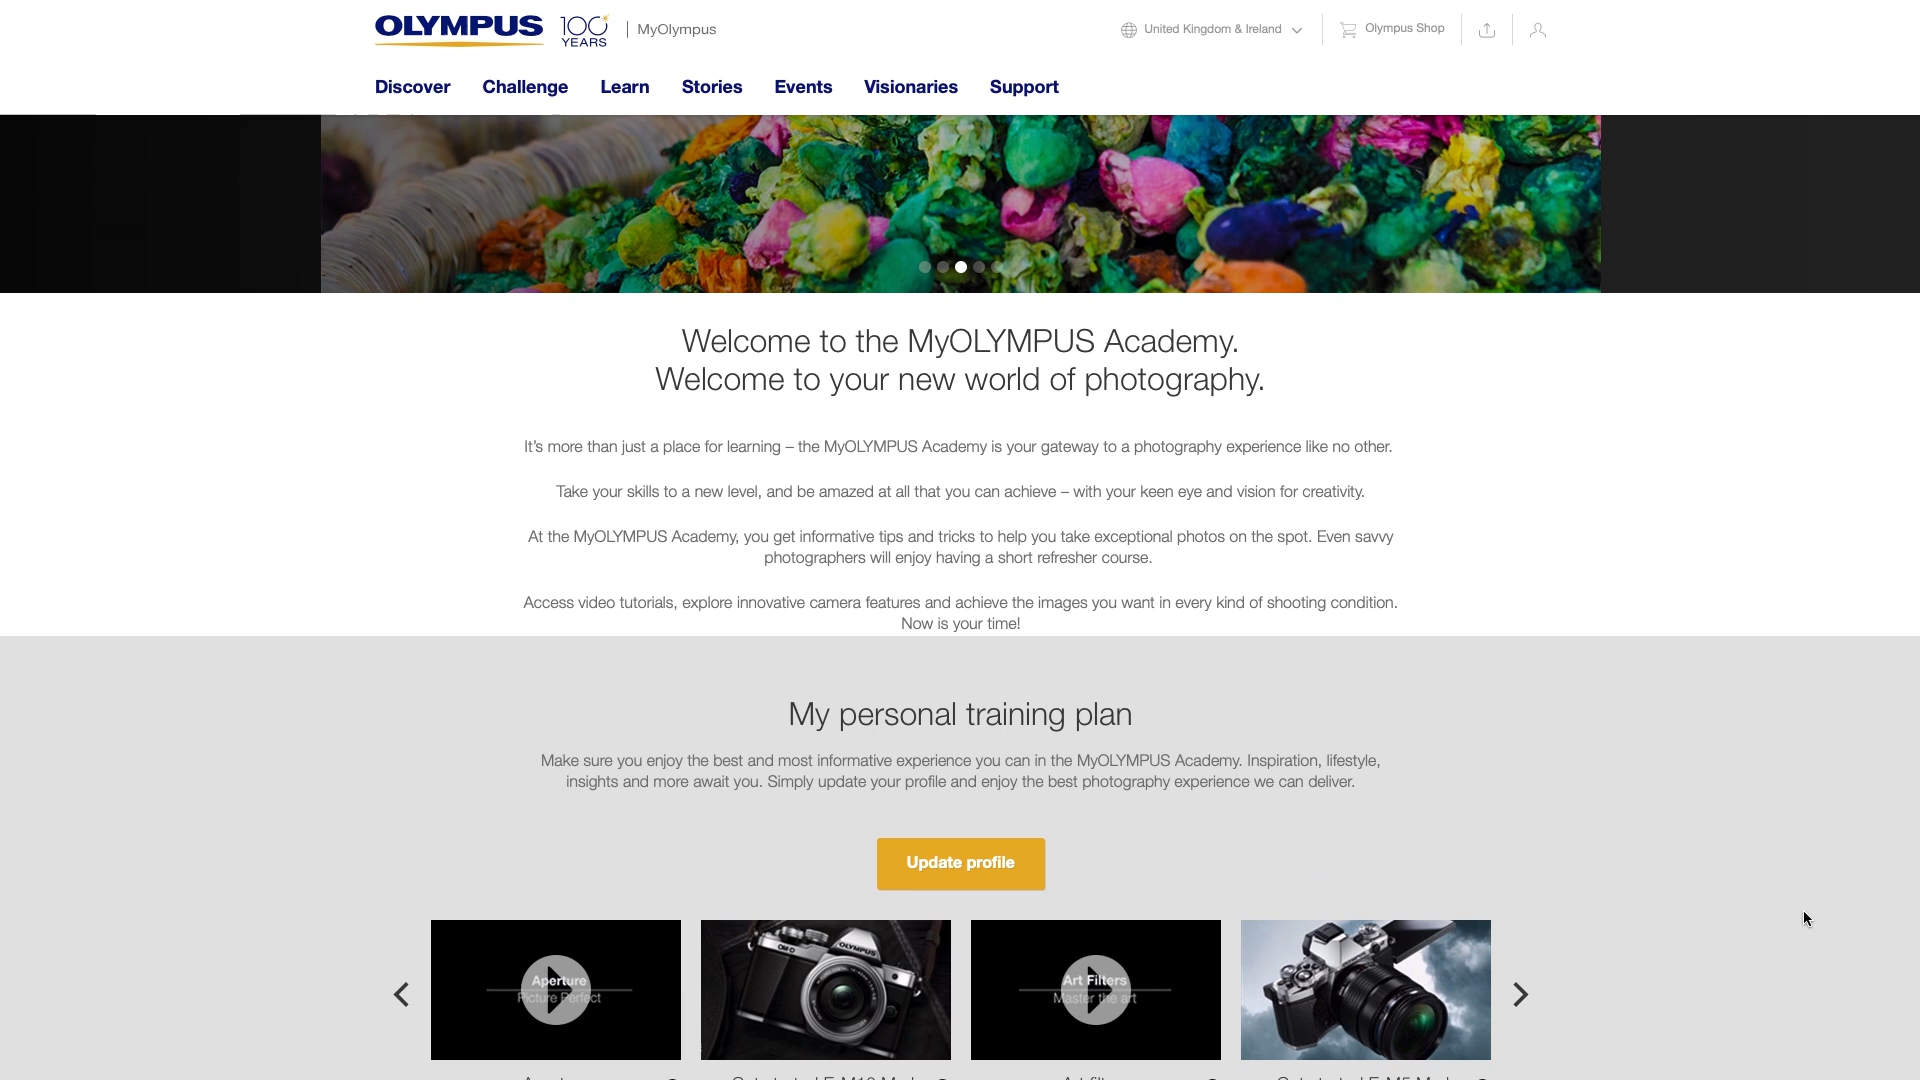 OLYMPUS
100
YEARS
MyOlympus
United Kingdom & Ireland
Olympus Shop
Discover
Challenge
Learn
Stories
Events
Visionaries
Support
Welcome to the MyOLYMPUS Academy.
Welcome to your new world of photography.
It's more than just a place for learning – the MyOLYMPUS Academy is your gateway to a photography experience like no other.
Take your skills to a new level, and be amazed at all that you can achieve – with your keen eye and vision for creativity.
At the MyOLYMPUS Academy, you get informative tips and tricks to help you take exceptional photos on the spot. Even savvy
photographers will enjoy having a short refresher course.
Access video tutorials, explore innovative camera features and achieve the images you want in every kind of shooting condition.
Now is your time!
My personal training plan
Make sure you enjoy the best and most informative experience you can in the MyOLYMPUS Academy. Inspiration, lifestyle,
insights and more await you. Simply update your profile and enjoy the best photography experience we can deliver.
Update profile
Aperture
Picture Perfect
OM-D
OLYMPUS
Art Filters
Master the art